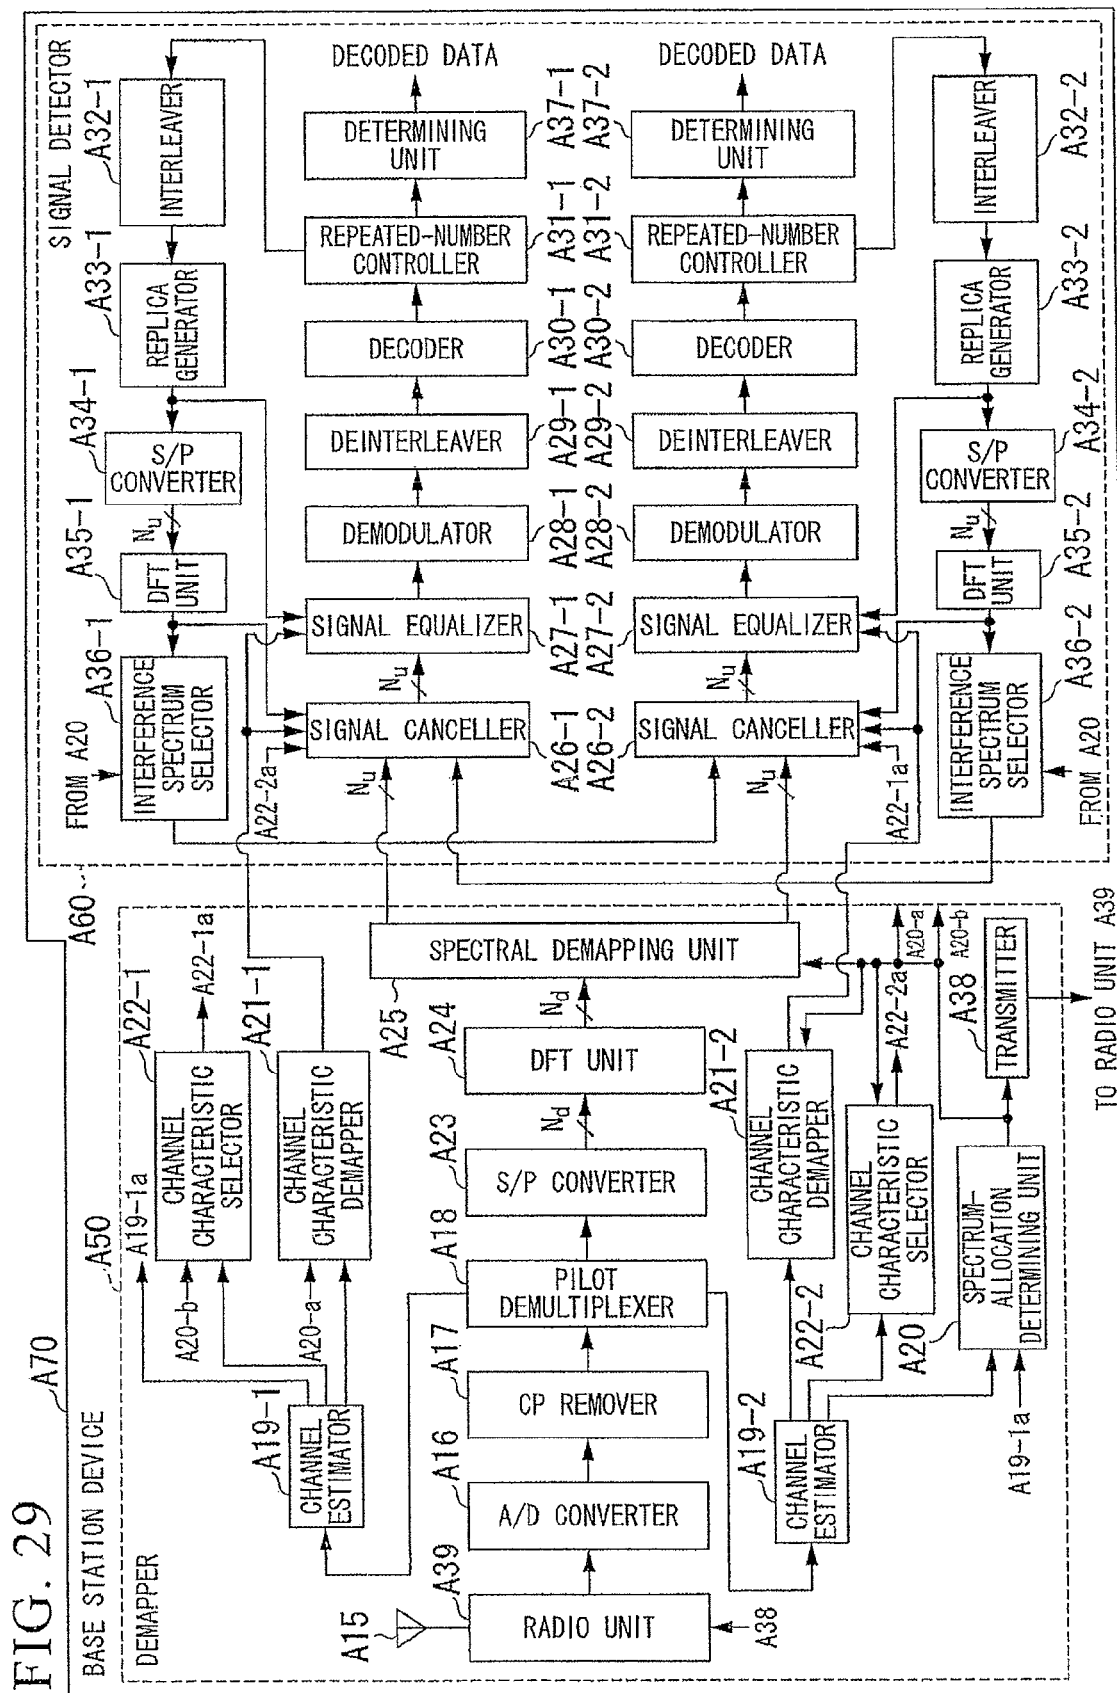 FIG. 29
BASE STATION DEVICE
A70
DEMAPPER
A50
A15
A39
RADIO UNIT
A38
A16
A/D CONVERTER
A17
CP REMOVER
A18
PILOT
DEMULTIPLEXER
A23
S/P CONVERTER
Nd
A24
DFT UNIT
Nd
A25
SPECTRAL DEMAPPING UNIT
A19-1
CHANNEL
ESTIMATOR
A19-1a
A20-b
A20-a
A22-1
CHANNEL
CHARACTERISTIC
SELECTOR
A22-1a
A21-1
CHANNEL
CHARACTERISTIC
DEMAPPER
A19-2
CHANNEL
ESTIMATOR
A21-2
CHANNEL
CHARACTERISTIC
DEMAPPER
A22-2
CHANNEL
CHARACTERISTIC
SELECTOR
A22-2a
A20
SPECTRUM-
ALLOCATION
DETERMINING UNIT
A19-1a
A20-a
A20-b
A38
TRANSMITTER
TO RADIO UNIT A39
A60
SIGNAL DETECTOR
FROM A20
A36-1
INTERFERENCE
SPECTRUM
SELECTOR
A35-1
DFT
UNIT
Nu
A34-1
S/P
CONVERTER
A33-1
REPLICA
GENERATOR
A32-1
INTERLEAVER
A22-2a
Nu
SIGNAL CANCELLER
A26-1
Nu
SIGNAL EQUALIZER
A27-1
DEMODULATOR
A28-1
DEINTERLEAVER
A29-1
DECODER
A30-1
REPEATED-NUMBER
CONTROLLER
A31-1
DETERMINING
UNIT
A37-1
DECODED DATA
A26-2
SIGNAL CANCELLER
Nu
A22-1a
Nu
A27-2
SIGNAL EQUALIZER
A28-2
DEMODULATOR
A29-2
DEINTERLEAVER
A30-2
DECODER
A31-2
REPEATED-NUMBER
CONTROLLER
A37-2
DETERMINING
UNIT
DECODED DATA
FROM A20
INTERFERENCE
SPECTRUM
SELECTOR
A36-2
DFT
UNIT
A35-2
Nu
S/P
CONVERTER
A34-2
REPLICA
GENERATOR
A33-2
INTERLEAVER
A32-2